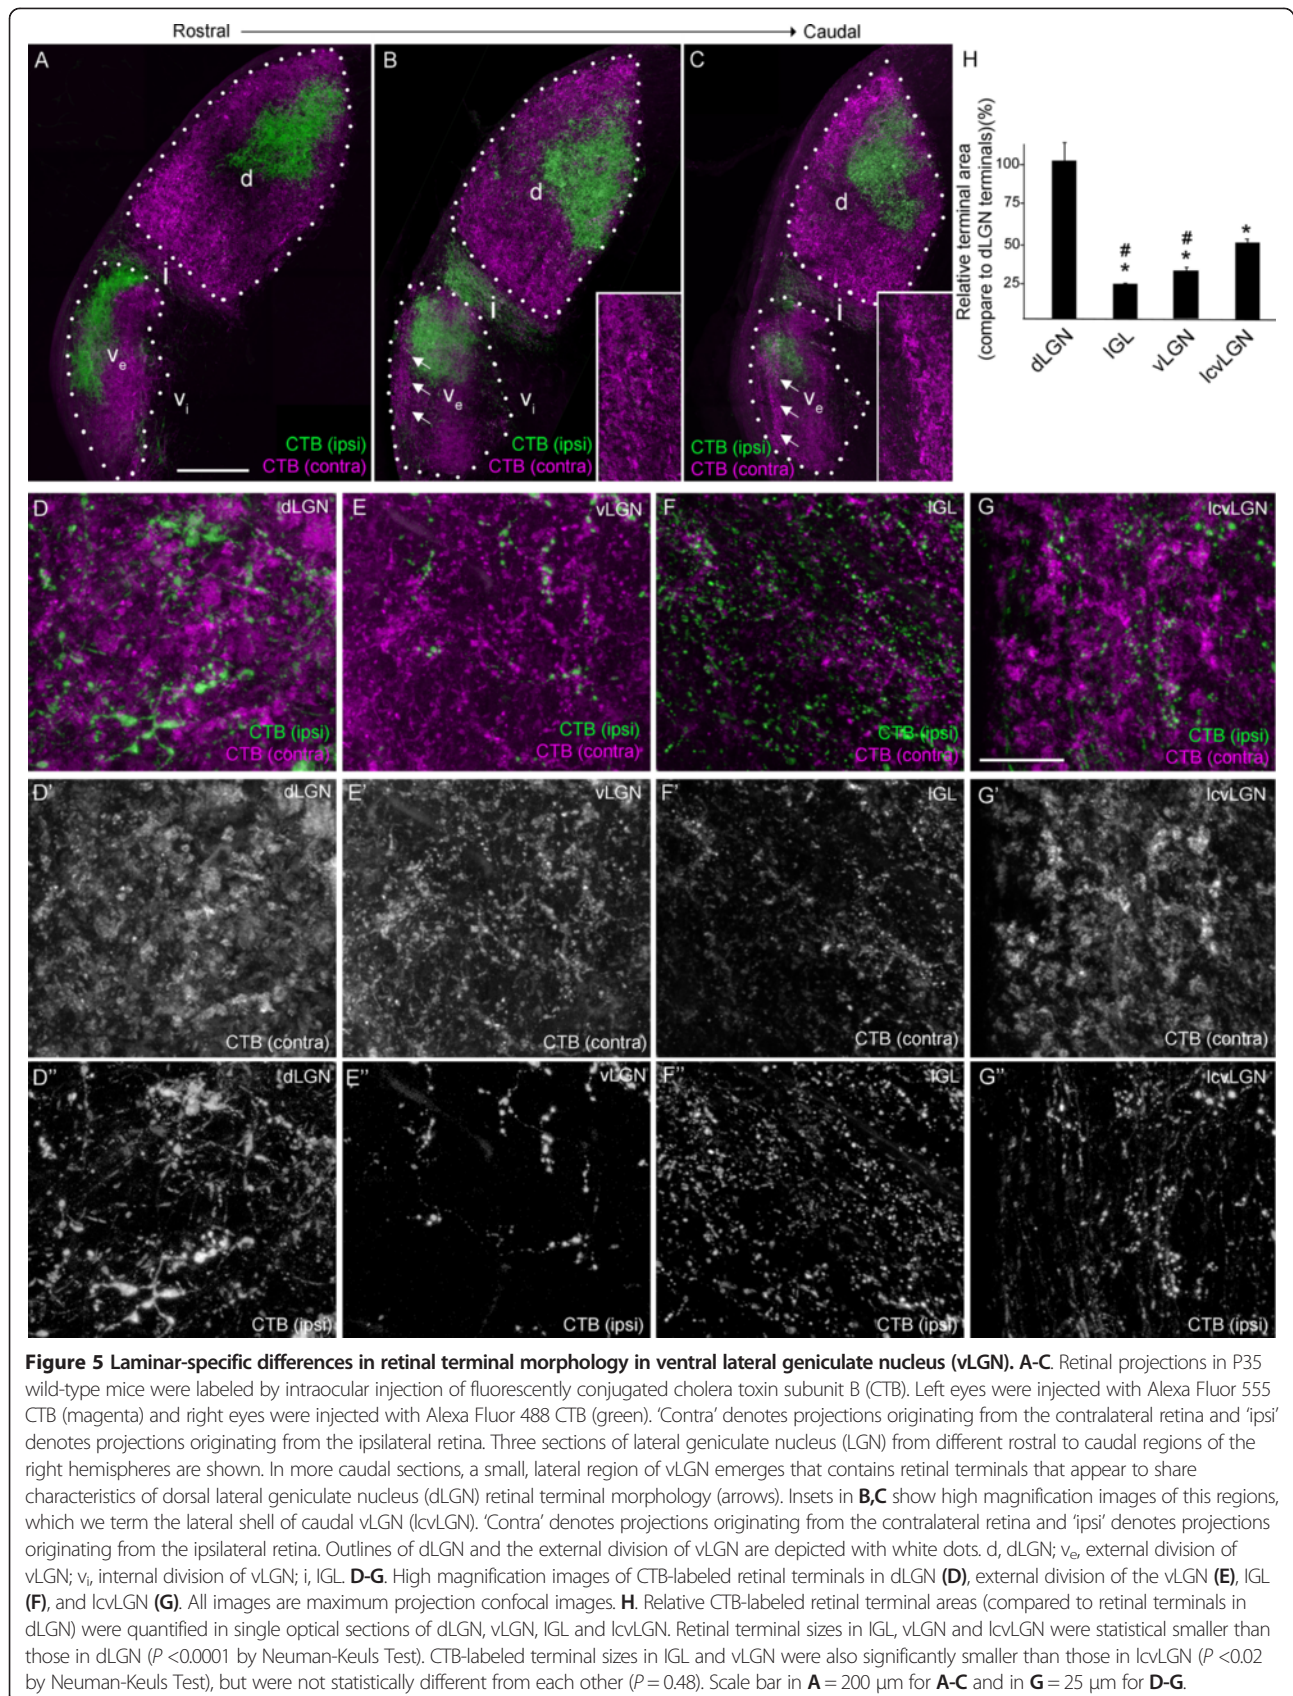 Rostral
Caudal
A
B
C
H
d
i
v_e
v_i
CTB (ipsi)
CTB (contra)
d
i
v_e
v_i
CTB (ipsi)
CTB (contra)
d
i
v_e
CTB (ipsi)
CTB (contra)
Relative terminal area
(compare to dLGN terminals)(%)
100
75
50
25
#
*
#
*
*
dLGN
IGL
vLGN
lcvLGN
D
dLGN
CTB (ipsi)
CTB (contra)
E
vLGN
CTB (ipsi)
CTB (contra)
F
IGL
CTB (ipsi)
CTB (contra)
G
lcvLGN
CTB (ipsi)
CTB (contra)
D'
dLGN
CTB (contra)
E'
vLGN
CTB (contra)
F'
IGL
CTB (contra)
G'
lcvLGN
CTB (contra)
D''
dLGN
CTB (ipsi)
E''
vLGN
CTB (ipsi)
F''
IGL
CTB (ipsi)
G''
lcvLGN
CTB (ipsi)
Figure 5 Laminar-specific differences in retinal terminal morphology in ventral lateral geniculate nucleus (vLGN). A-C. Retinal projections in P35
wild-type mice were labeled by intraocular injection of fluorescently conjugated cholera toxin subunit B (CTB). Left eyes were injected with Alexa Fluor 555
CTB (magenta) and right eyes were injected with Alexa Fluor 488 CTB (green). 'Contra' denotes projections originating from the contralateral retina and 'ipsi'
denotes projections originating from the ipsilateral retina. Three sections of lateral geniculate nucleus (LGN) from different rostral to caudal regions of the
right hemispheres are shown. In more caudal sections, a small, lateral region of vLGN emerges that contains retinal terminals that appear to share
characteristics of dorsal lateral geniculate nucleus (dLGN) retinal terminal morphology (arrows). Insets in B,C show high magnification images of this regions,
which we term the lateral shell of caudal vLGN (lcvLGN). 'Contra' denotes projections originating from the contralateral retina and 'ipsi' denotes projections
originating from the ipsilateral retina. Outlines of dLGN and the external division of vLGN are depicted with white dots. d, dLGN; v_e, external division of
vLGN; v_i, internal division of vLGN; i, IGL. D-G. High magnification images of CTB-labeled retinal terminals in dLGN (D), external division of the vLGN (E), IGL
(F), and lcvLGN (G). All images are maximum projection confocal images. H. Relative CTB-labeled retinal terminal areas (compared to retinal terminals in
dLGN) were quantified in single optical sections of dLGN, vLGN, IGL and lcvLGN. Retinal terminal sizes in IGL, vLGN and lcvLGN were statistical smaller than
those in dLGN (P <0.0001 by Neuman-Keuls Test). CTB-labeled terminal sizes in IGL and vLGN were also significantly smaller than those in lcvLGN (P <0.02
by Neuman-Keuls Test), but were not statistically different from each other (P = 0.48). Scale bar in A = 200 μm for A-C and in G = 25 μm for D-G.